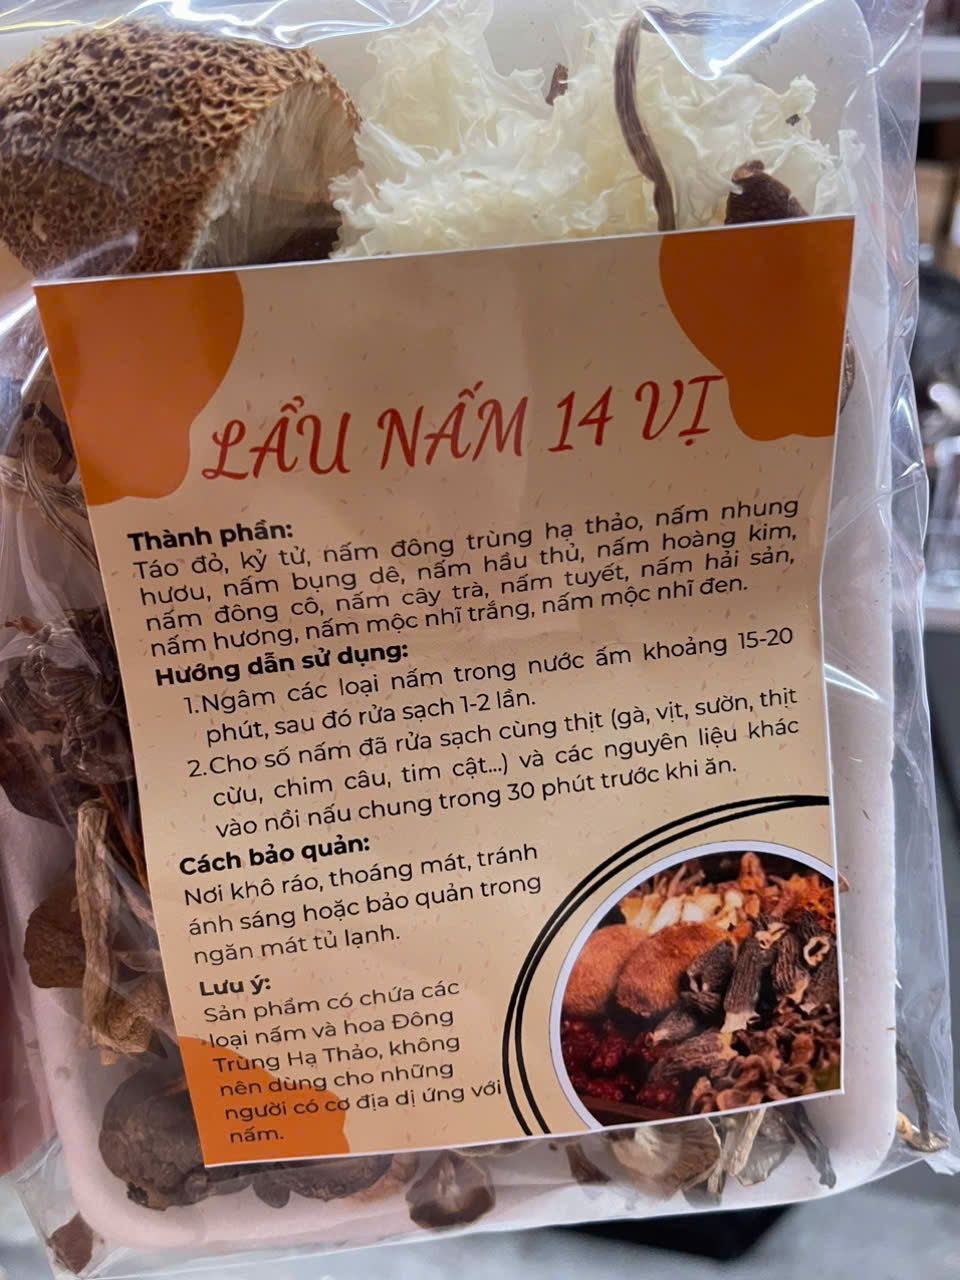 LẨU NẤM 14 VỊ
Thành phần:
Táo đỏ, kỷ tử, nấm đông trùng hạ thảo, nấm nhung
hươu, nấm bụng dê, nấm hầu thủ, nấm hoàng kim,
nấm đông cô, nấm cây trà, nấm tuyết, nấm hải sản,
nấm hương, nấm mộc nhĩ trắng, nấm mộc nhĩ đen.
Hướng dẫn sử dụng:
1.Ngâm các loại nấm trong nước ấm khoảng 15-20
phút, sau đó rửa sạch 1-2 lần.
2.Cho số nấm đã rửa sạch cùng thịt (gà, vịt, sườn, thịt
cừu, chim câu, tim cật...) và các nguyên liệu khác
vào nồi nấu chung trong 30 phút trước khi ăn.
Cách bảo quản:
Nơi khô ráo, thoáng mát, tránh
ánh sáng hoặc bảo quản trong
ngăn mát tủ lạnh.
Lưu ý:
Sản phẩm có chứa các
loại nấm và hoa Đông
Trùng Hạ Thảo, không
nên dùng cho những
người có cơ địa dị ứng với
nấm.